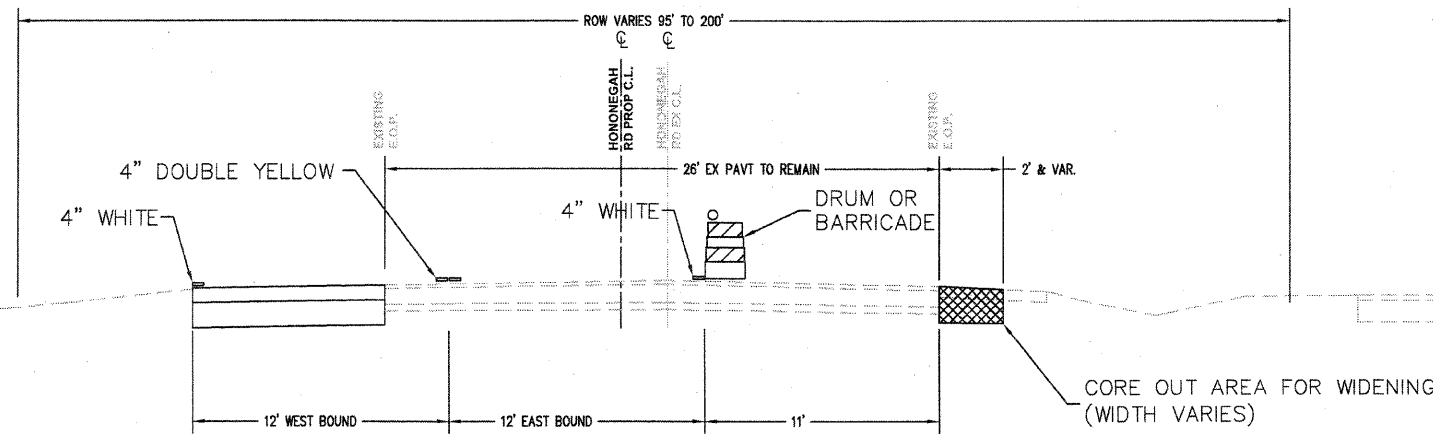 ROW VARIES 95' TO 200'
℄
℄
EXISTING
E.O.P.
HONONEGAH
RD PROP C.L.
HONONEGAH
RD EX C.L.
EXISTING
E.O.P.
26' EX PAVT TO REMAIN
2' & VAR.
4" DOUBLE YELLOW
4" WHITE
4" WHITE
DRUM OR
BARRICADE
CORE OUT AREA FOR WIDENING
(WIDTH VARIES)
12' WEST BOUND
12' EAST BOUND
11'